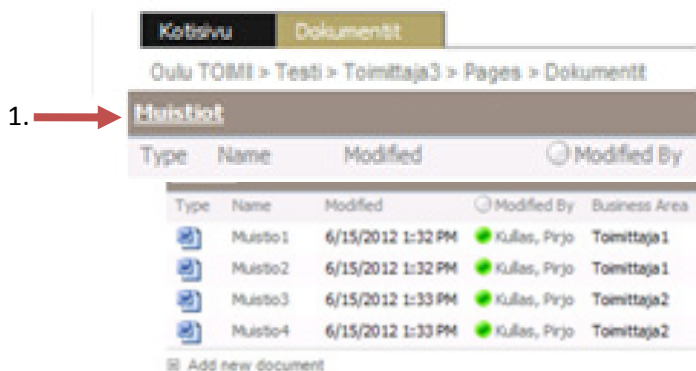 Kotisivu Dokumentit
Oulu TOIMII > Testi > Toimittaja3 > Pages > Dokumentit
1. Muistiot
Type Name Modified Modified By
Type Name Modified Modified By Business Area
Muistio1 6/15/2012 1:32 PM Kullas, Pirjo Toimittaja1
Muistio2 6/15/2012 1:32 PM Kullas, Pirjo Toimittaja1
Muistio3 6/15/2012 1:33 PM Kullas, Pirjo Toimittaja2
Muistio4 6/15/2012 1:33 PM Kullas, Pirjo Toimittaja2
Add new document